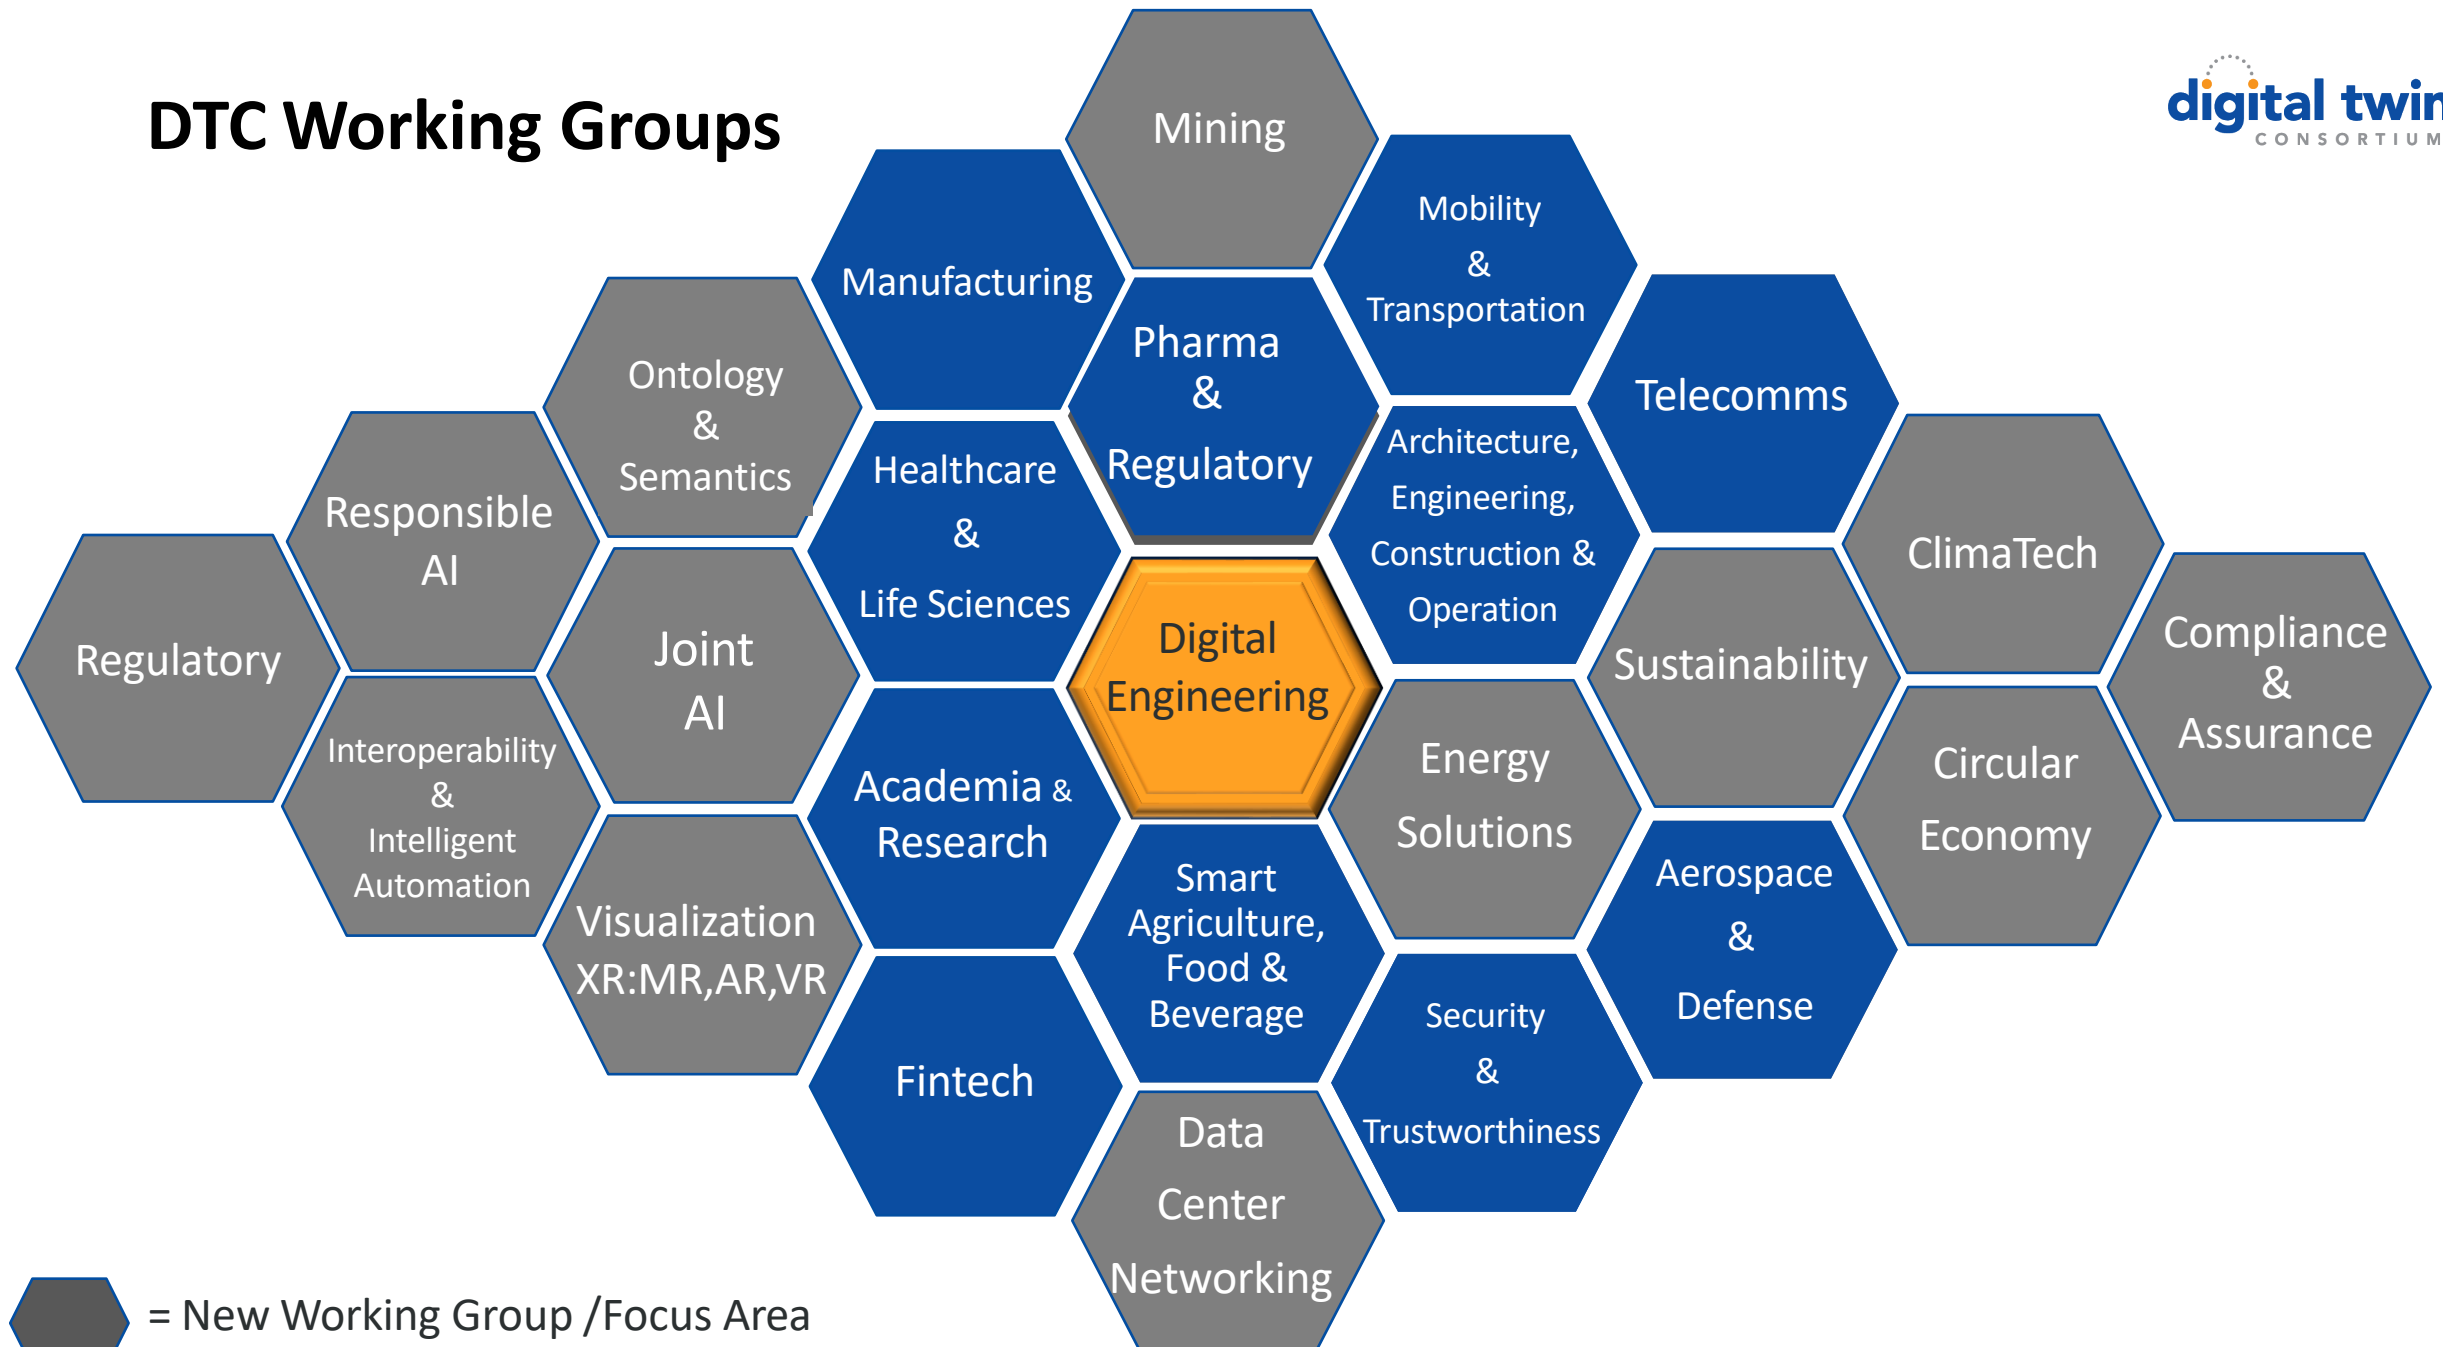 DTC Working Groups
digital twin
CONSORTIUM
Mining
Mobility
&
Transportation
Manufacturing
Pharma
&
Regulatory
Telecomms
Ontology
&
Semantics
Healthcare
&
Life Sciences
Architecture,
Engineering,
Construction &
Operation
Responsible
AI
ClimaTech
Regulatory
Joint
AI
Digital
Engineering
Sustainability
Compliance
&
Assurance
Interoperability
&
Intelligent
Automation
Academia &
Research
Energy
Solutions
Circular
Economy
Visualization
XR:MR,AR,VR
Smart
Agriculture,
Food &
Beverage
Aerospace
&
Defense
Fintech
Security
&
Trustworthiness
Data
Center
Networking
= New Working Group /Focus Area